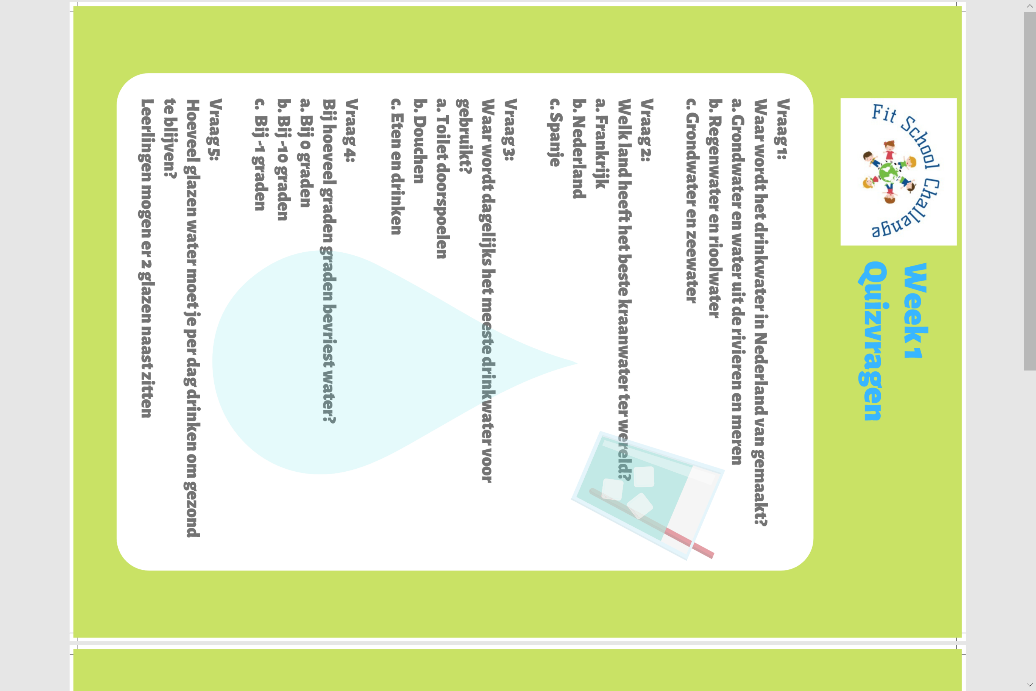 Fit School Challenge
Week 1
Quizvragen
Vraag 1:
Waar wordt het drinkwater in Nederland van gemaakt?
a. Grondwater en water uit de rivieren en meren
b. Regenwater en rioolwater
c. Grondwater en zeewater
Vraag 2:
Welk land heeft het beste kraanwater ter wereld?
a. Frankrijk
b. Nederland
c. Spanje
Vraag 3:
Waar wordt dagelijks het meeste drinkwater voor
gebruikt?
a. Toilet doorspoelen
b. Douchen
c. Eten en drinken
Vraag 4:
Bij hoeveel graden graden bevriest water?
a. Bij 0 graden
b. Bij -10 graden
c. Bij -1 graden
Vraag 5:
Hoeveel glazen water moet je per dag drinken om gezond
te blijven?
Leerlingen mogen er 2 glazen naast zitten